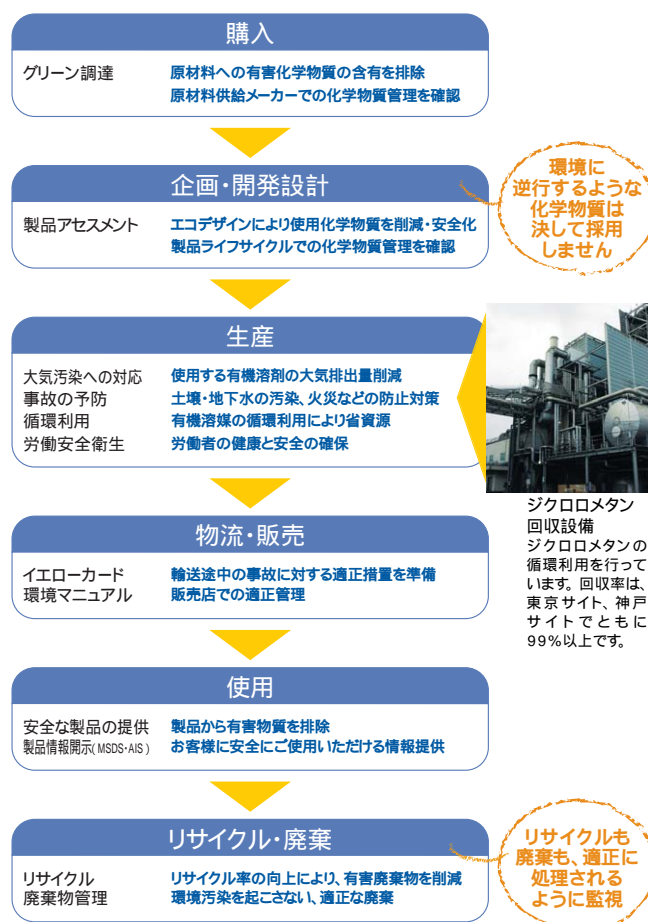 購入
グリーン調達 原材料への有害化学物質の含有を排除
原材料供給メーカーでの化学物質管理を確認
企画・開発設計
製品アセスメント エコデザインにより使用化学物質を削減・安全化
製品ライフサイクルでの化学物質管理を確認
環境に
逆行するような
化学物質は
決して採用
しません
生産
大気汚染への対応 使用する有機溶剤の大気排出量削減
事故の予防 土壌・地下水の汚染、火災などの防止対策
循環利用 有機溶媒の循環利用により省資源
労働安全衛生 労働者の健康と安全の確保
ジクロロメタン
回収設備
ジクロロメタンの
循環利用を行って
います。回収率は、
東京サイト、神戸
サイトでともに
99%以上です。
物流・販売
イエローカード 輸送途中の事故に対する適正措置を準備
環境マニュアル 販売店での適正管理
使用
安全な製品の提供 製品から有害物質を排除
製品情報開示(MSDS・AIS) お客様に安全にご使用いただける情報提供
リサイクル・廃棄
リサイクル リサイクル率の向上により、有害廃棄物を削減
廃棄物管理 環境汚染を起こさない、適正な廃棄
リサイクルも
廃棄も、適正に
処理される
ように監視